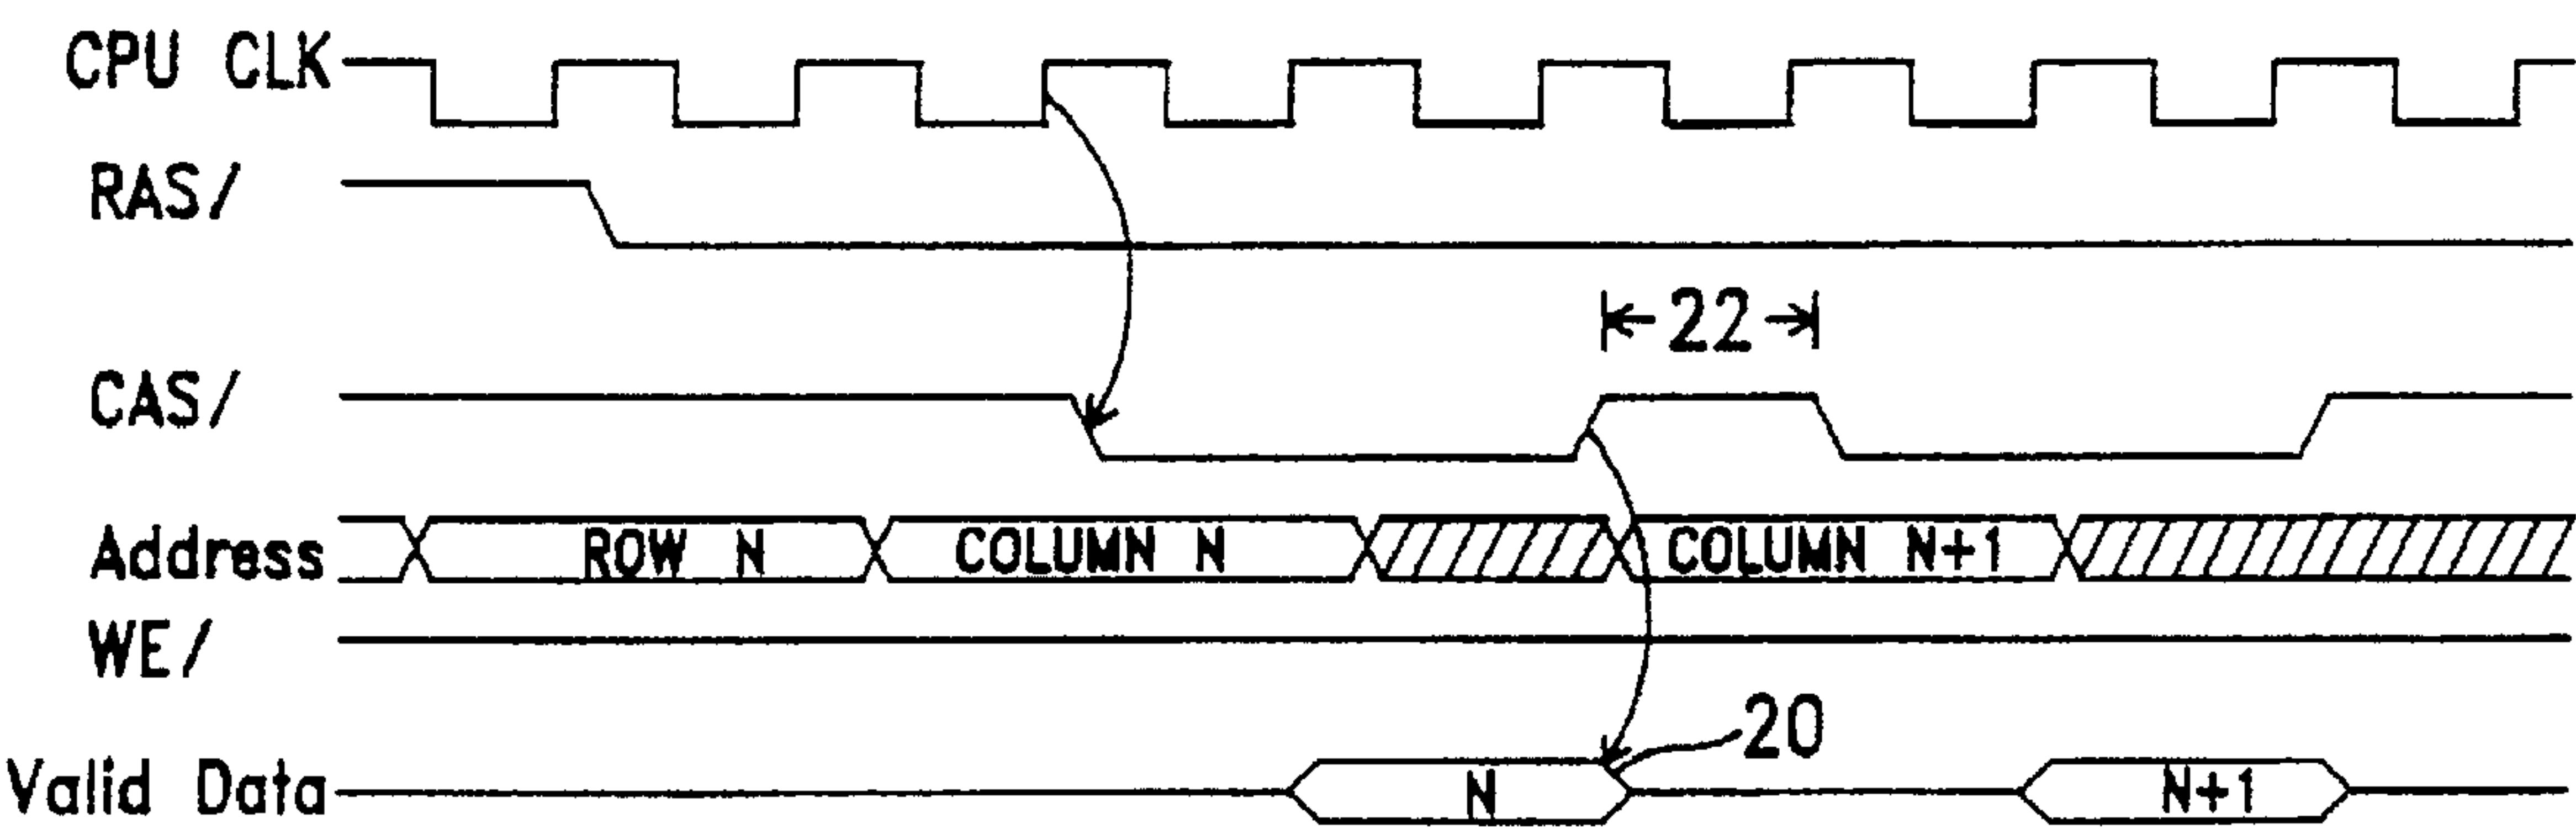 CPU CLK
RAS/
22
CAS/
Address ROW N COLUMN N COLUMN N+1
WE/
20
Valid Data N N+1